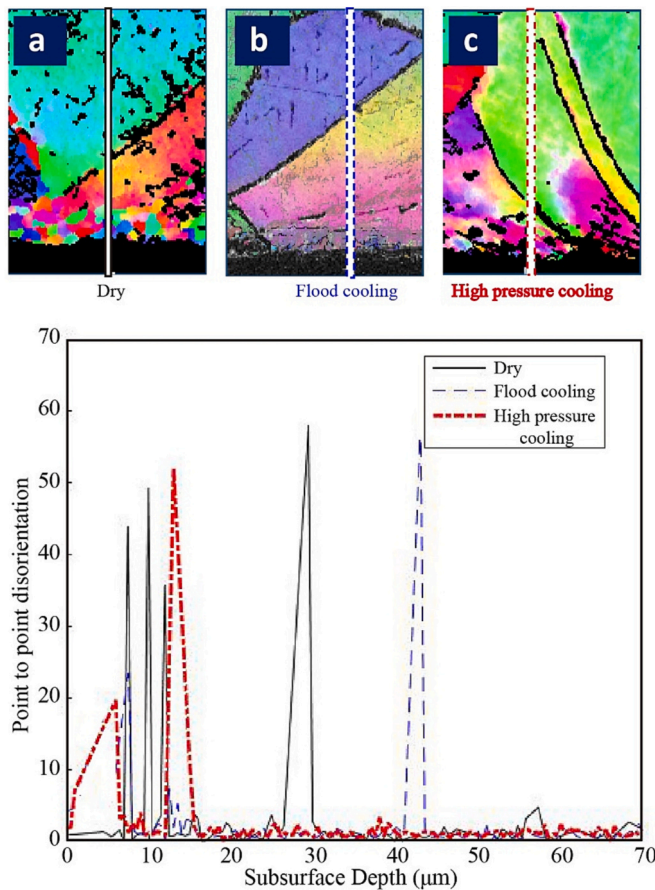 a
b
c
Dry
Flood cooling
High pressure cooling
70
60
50
40
30
20
10
0
Point to point disorientation
Dry
Flood cooling
High pressure
cooling
0 10 20 30 40 50 60 70
Subsurface Depth (μm)